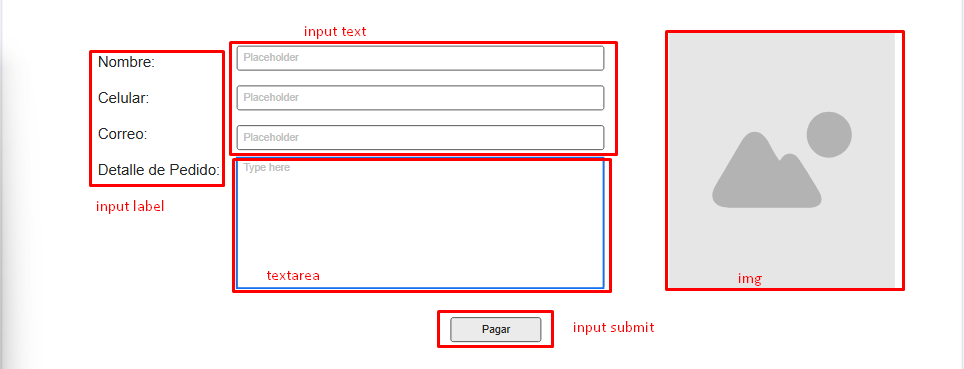 input text
Nombre:
Placeholder
Celular:
Placeholder
Correo:
Placeholder
Detalle de Pedido:
Type here
input label
textarea
img
Pagar
input submit